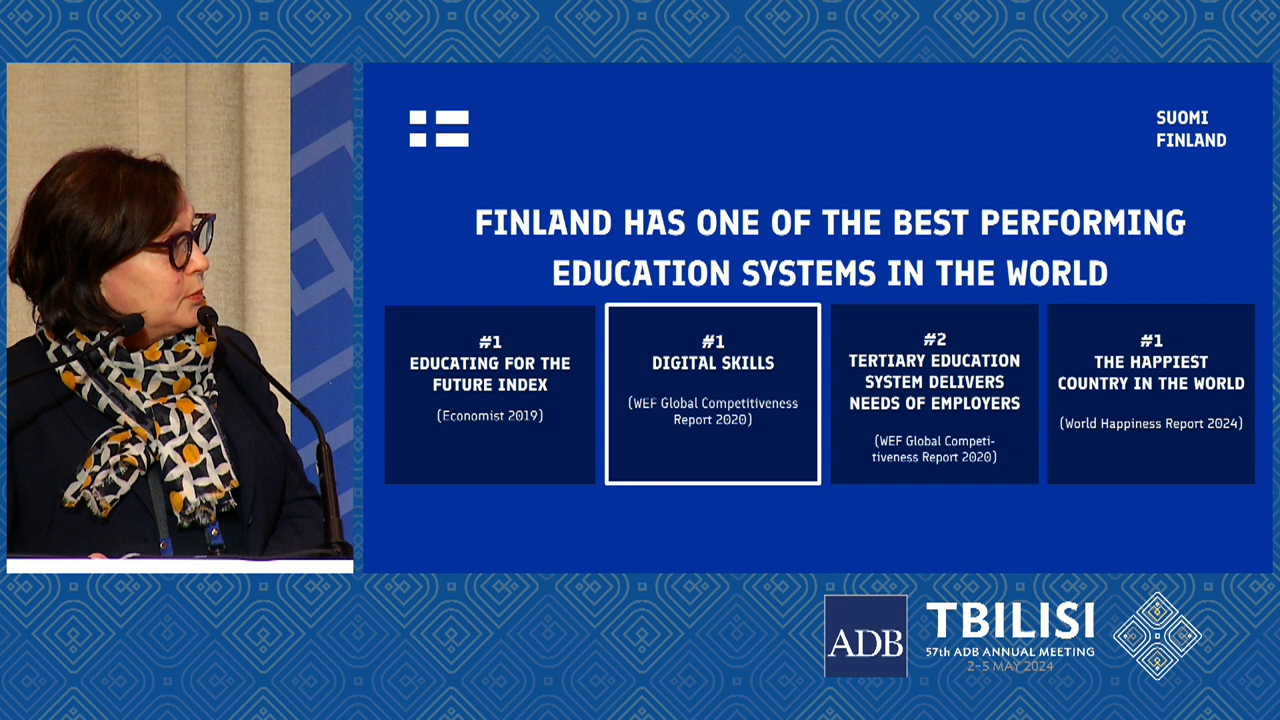 SUOMI
FINLAND
FINLAND HAS ONE OF THE BEST PERFORMING
EDUCATION SYSTEMS IN THE WORLD
#1
EDUCATING FOR THE
FUTURE INDEX
(Economist 2019)
#1
DIGITAL SKILLS
(WEF Global Competitiveness
Report 2020)
#2
TERTIARY EDUCATION
SYSTEM DELIVERS
NEEDS OF EMPLOYERS
(WEF Global Competi-
tiveness Report 2020)
#1
THE HAPPIEST
COUNTRY IN THE WORLD
(World Happiness Report 2024)
ADB
TBILISI
57th ADB ANNUAL MEETING
2-5 MAY 2024